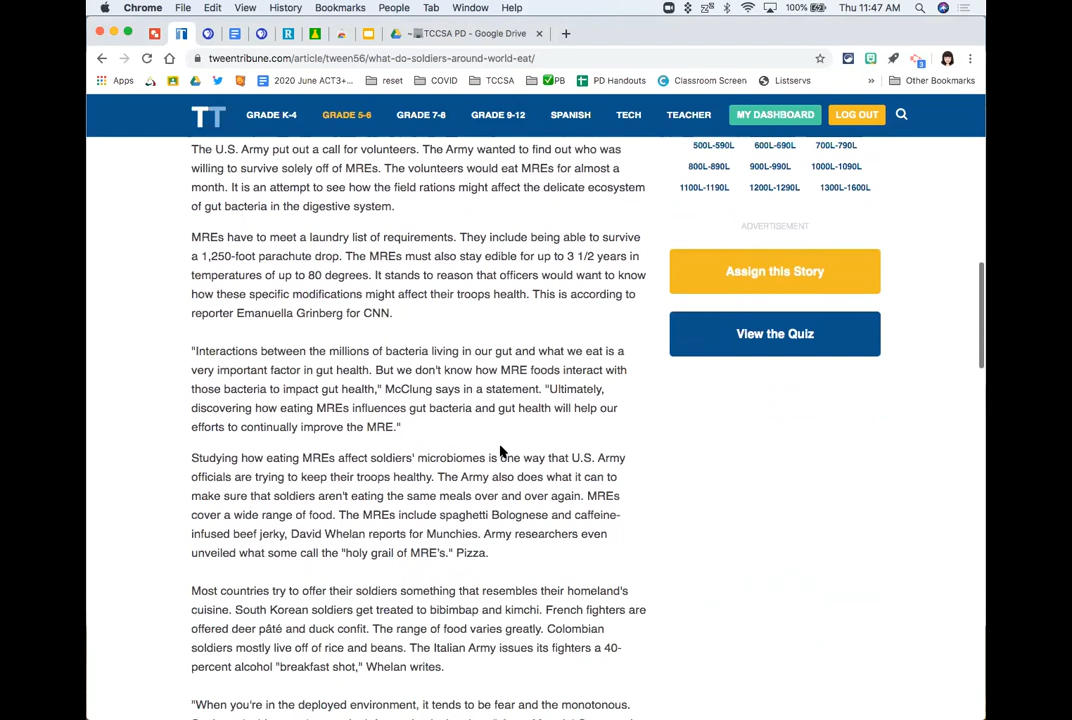 Chrome File Edit View History Bookmarks People Tab Window Help 100% Thu 11:47 AM
TCCSA PD - Google Drive
tweentribune.com/article/tween56/what-do-soldiers-around-world-eat/
Apps 2020 June ACT3+... reset COVID TCCSA PB PD Handouts Classroom Screen Listservs » Other Bookmarks
TT GRADE K-4 GRADE 5-6 GRADE 7-8 GRADE 9-12 SPANISH TECH TEACHER MY DASHBOARD LOG OUT
The U.S. Army put out a call for volunteers. The Army wanted to find out who was
willing to survive solely off of MREs. The volunteers would eat MREs for almost a
month. It is an attempt to see how the field rations might affect the delicate ecosystem
of gut bacteria in the digestive system.
MREs have to meet a laundry list of requirements. They include being able to survive
a 1,250-foot parachute drop. The MREs must also stay edible for up to 3 1/2 years in
temperatures of up to 80 degrees. It stands to reason that officers would want to know
how these specific modifications might affect their troops health. This is according to
reporter Emanuella Grinberg for CNN.
"Interactions between the millions of bacteria living in our gut and what we eat is a
very important factor in gut health. But we don't know how MRE foods interact with
those bacteria to impact gut health," McClung says in a statement. "Ultimately,
discovering how eating MREs influences gut bacteria and gut health will help our
efforts to continually improve the MRE."
Studying how eating MREs affect soldiers' microbiomes is one way that U.S. Army
officials are trying to keep their troops healthy. The Army also does what it can to
make sure that soldiers aren't eating the same meals over and over again. MREs
cover a wide range of food. The MREs include spaghetti Bolognese and caffeine-
infused beef jerky, David Whelan reports for Munchies. Army researchers even
unveiled what some call the "holy grail of MRE's." Pizza.
Most countries try to offer their soldiers something that resembles their homeland's
cuisine. South Korean soldiers get treated to bibimbap and kimchi. French fighters are
offered deer pâté and duck confit. The range of food varies greatly. Colombian
soldiers mostly live off of rice and beans. The Italian Army issues its fighters a 40-
percent alcohol "breakfast shot," Whelan writes.
"When you're in the deployed environment, it tends to be fear and the monotonous.
500L-590L 600L-690L 700L-790L
800L-890L 900L-990L 1000L-1090L
1100L-1190L 1200L-1290L 1300L-1600L
ADVERTISEMENT
Assign this Story
View the Quiz